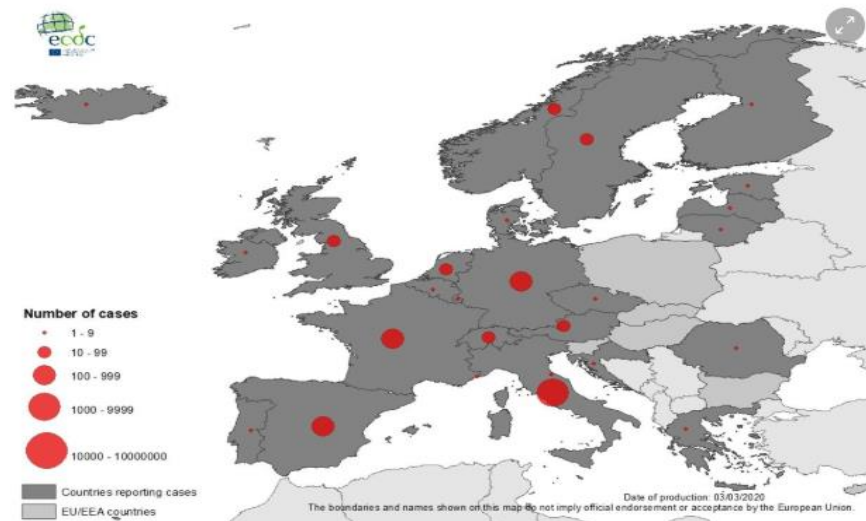 ecdc
Number of cases
1 - 9
10 - 99
100 - 999
1000 - 9999
10000 - 10000000
Countries reporting cases
EU/EEA countries
Date of production: 03/03/2020
The boundaries and names shown on this map do not imply official endorsement or acceptance by the European Union.